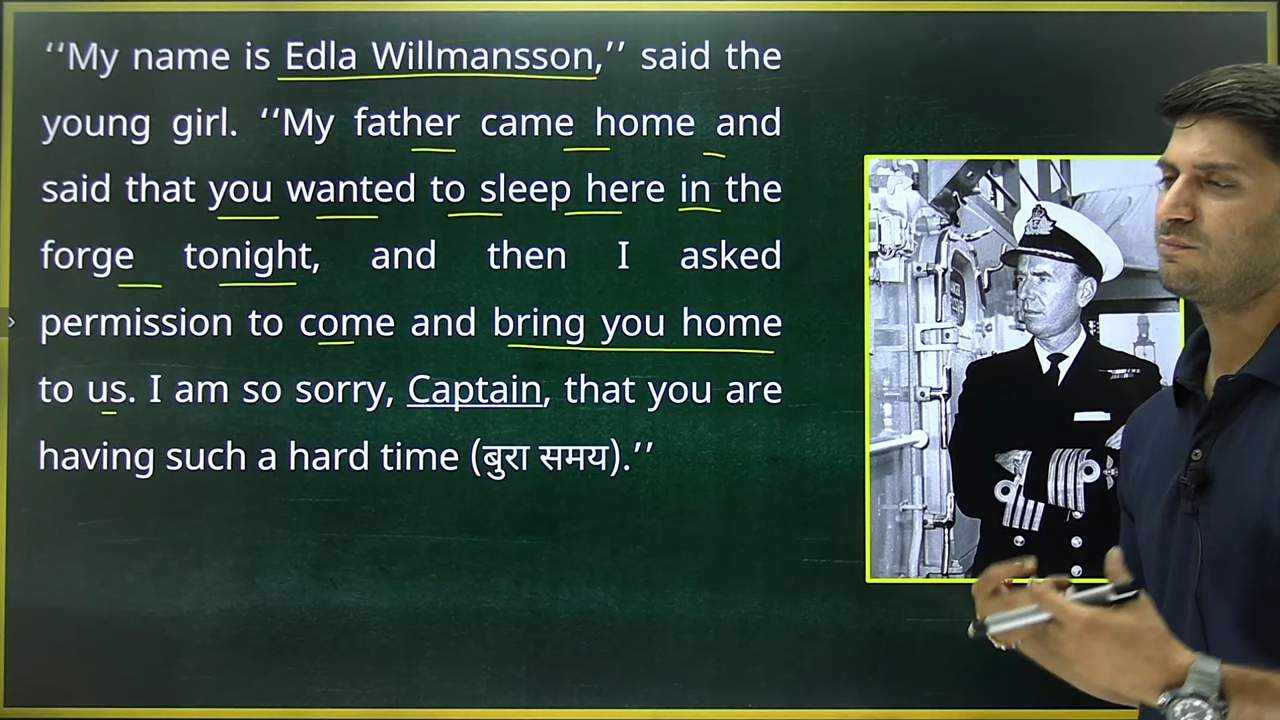 ‘‘My name is Edla Willmansson,’’ said the
young girl. ‘‘My father came home and
said that you wanted to sleep here in the
forge tonight, and then I asked
permission to come and bring you home
to us. I am so sorry, Captain, that you are
having such a hard time (बुरा समय).’’